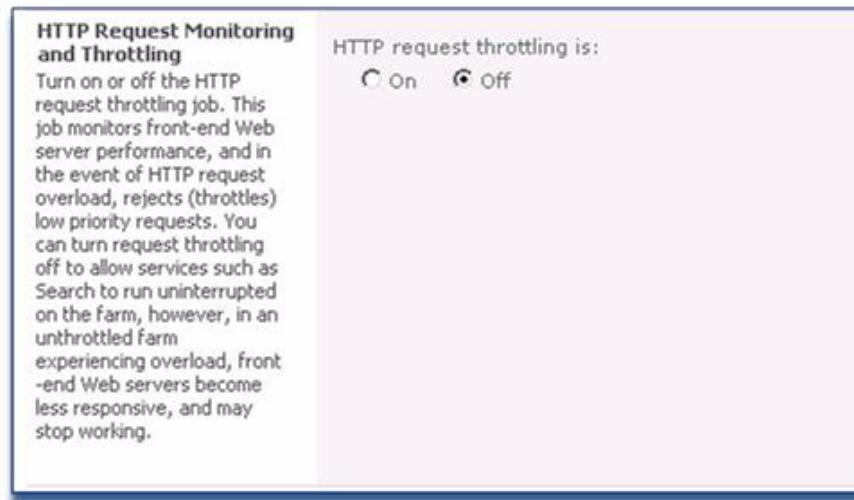 HTTP Request Monitoring
and Throttling
Turn on or off the HTTP
request throttling job. This
job monitors front-end Web
server performance, and in
the event of HTTP request
overload, rejects (throttles)
low priority requests. You
can turn request throttling
off to allow services such as
Search to run uninterrupted
on the farm, however, in an
unthrottled farm
experiencing overload, front
-end Web servers become
less responsive, and may
stop working.
HTTP request throttling is:
On Off